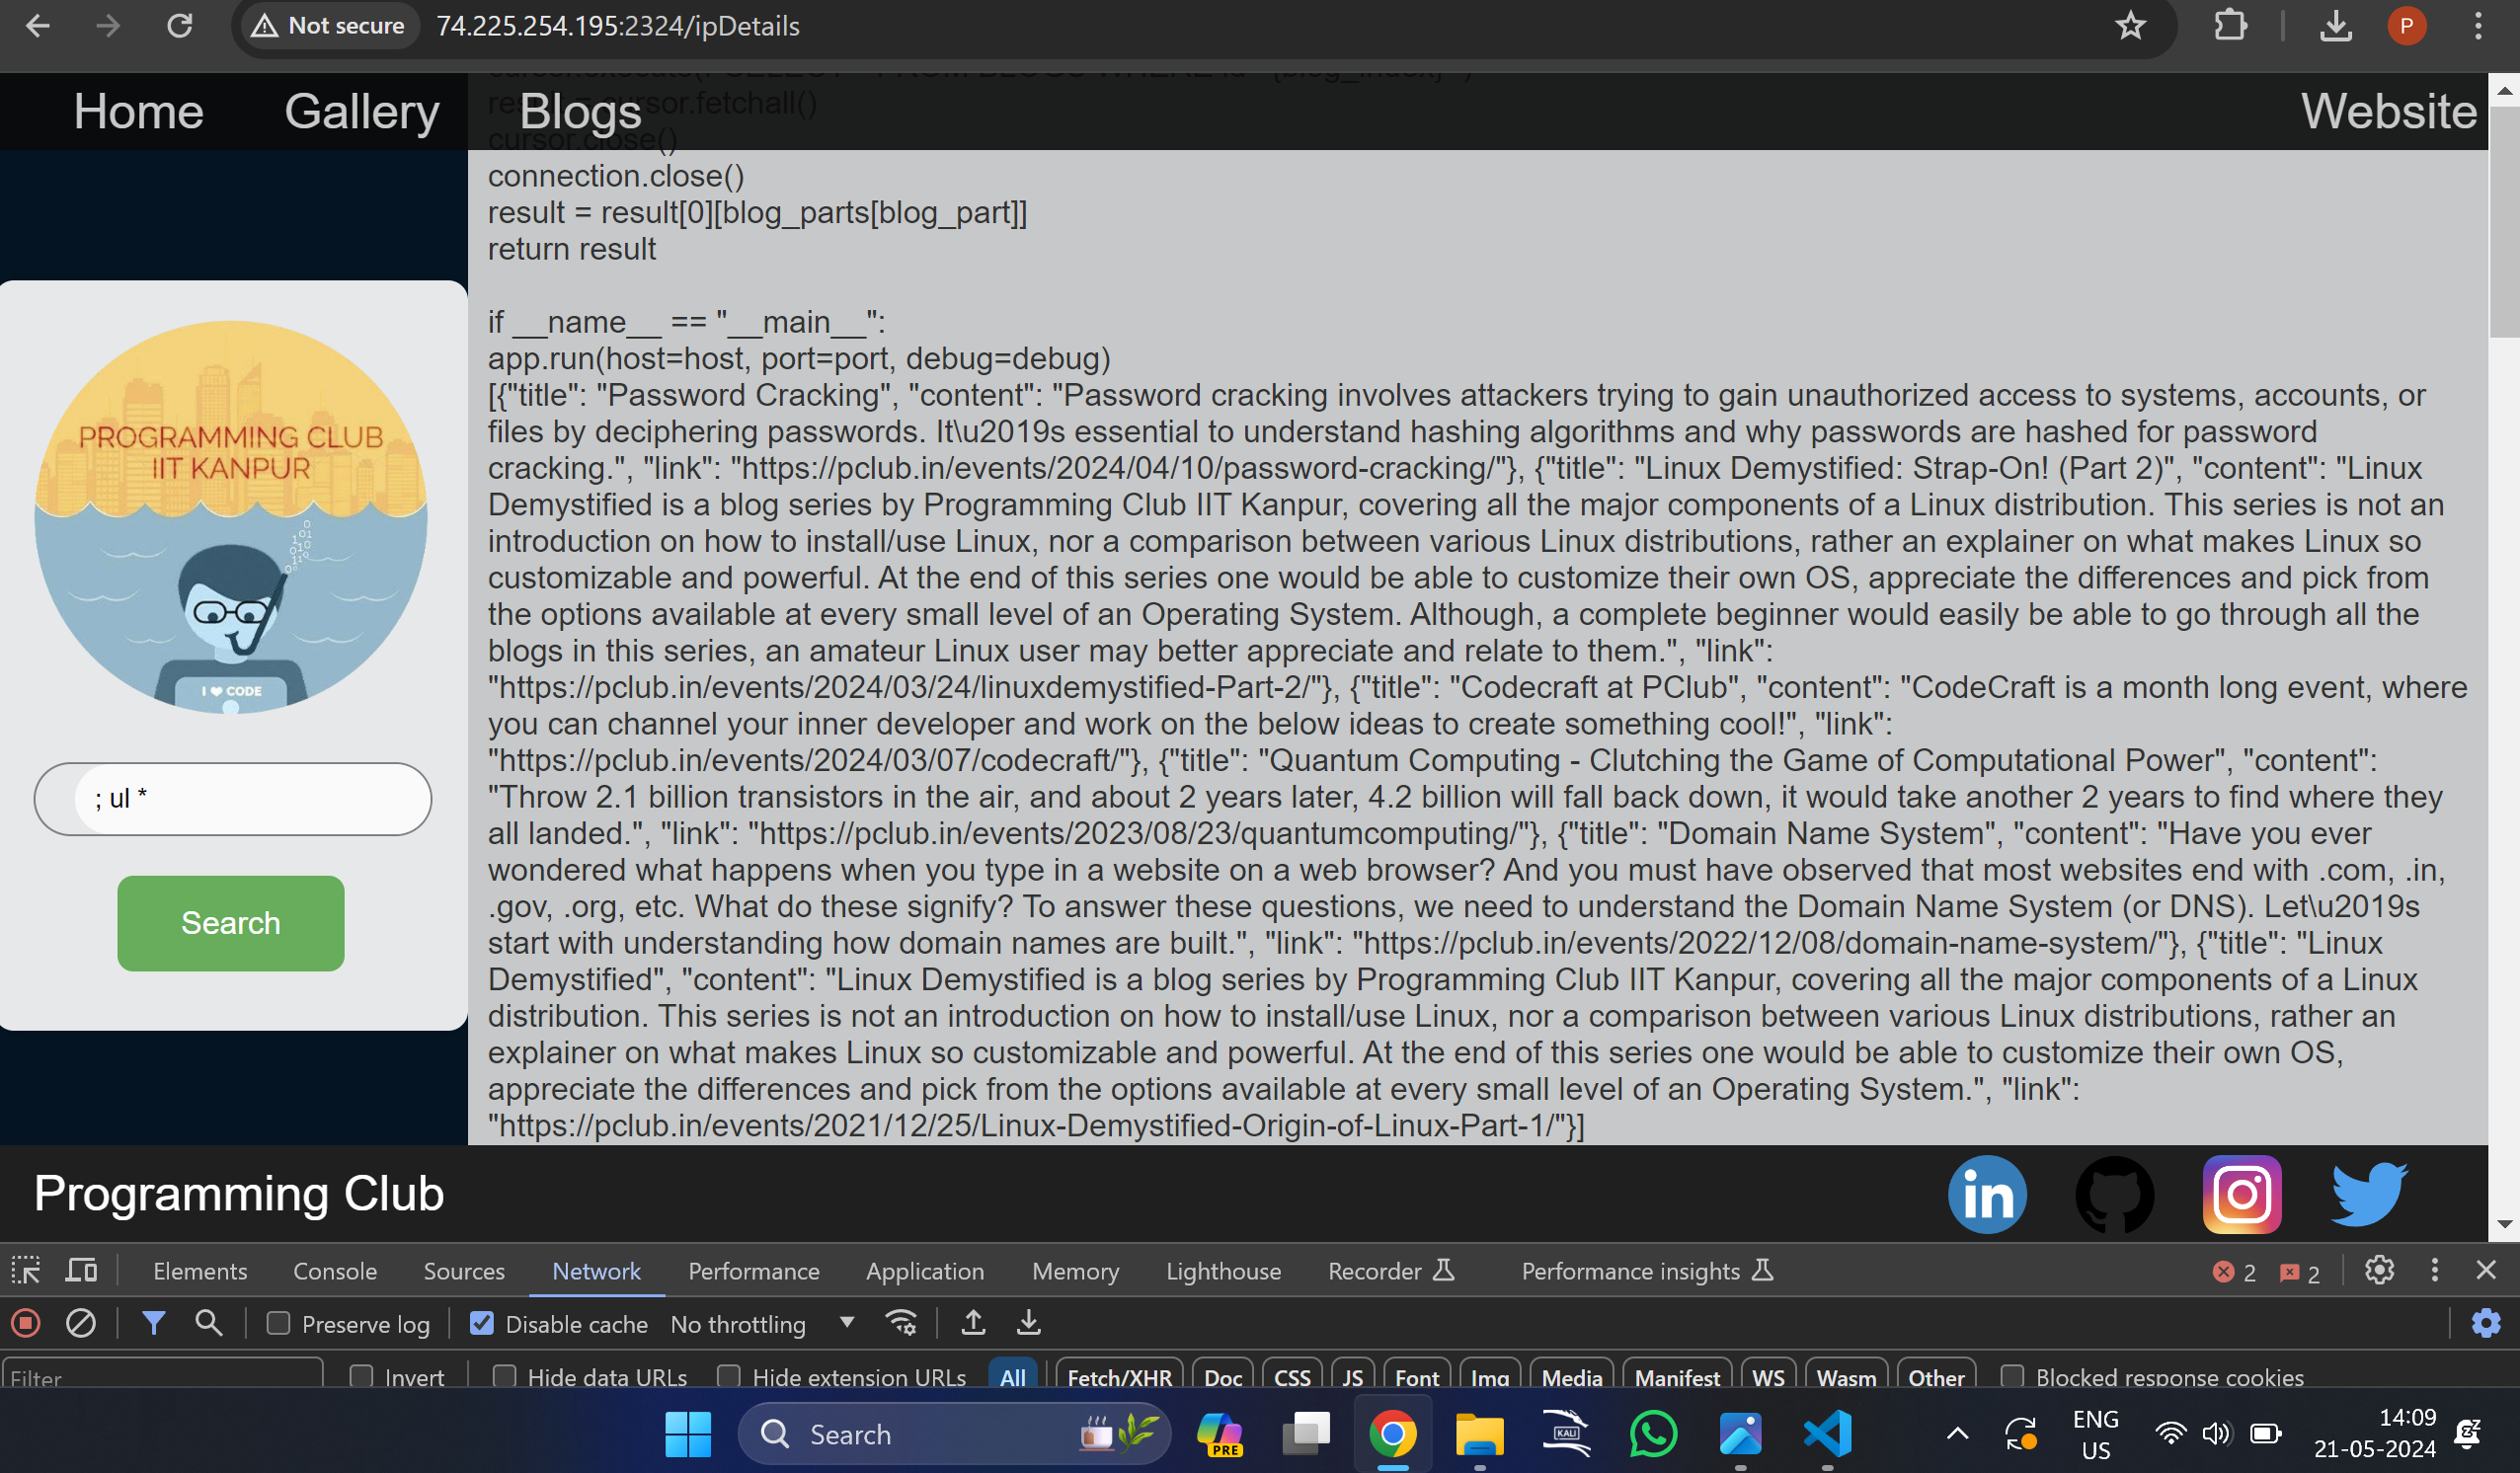 Not secure
74.225.254.195:2324/ipDetails
P
Home
Gallery
Blogs
Website
result = cursor.fetchall()
cursor.close()
connection.close()
result = result[0][blog_parts[blog_part]]
return result
if __name__ == "__main__":
app.run(host=host, port=port, debug=debug)
[{"title": "Password Cracking", "content": "Password cracking involves attackers trying to gain unauthorized access to systems, accounts, or
files by deciphering passwords. It\u2019s essential to understand hashing algorithms and why passwords are hashed for password
cracking.", "link": "https://pclub.in/events/2024/04/10/password-cracking/"}, {"title": "Linux Demystified: Strap-On! (Part 2)", "content": "Linux
Demystified is a blog series by Programming Club IIT Kanpur, covering all the major components of a Linux distribution. This series is not an
introduction on how to install/use Linux, nor a comparison between various Linux distributions, rather an explainer on what makes Linux so
customizable and powerful. At the end of this series one would be able to customize their own OS, appreciate the differences and pick from
the options available at every small level of an Operating System. Although, a complete beginner would easily be able to go through all the
blogs in this series, an amateur Linux user may better appreciate and relate to them.", "link":
"https://pclub.in/events/2024/03/24/linuxdemystified-Part-2/"}, {"title": "Codecraft at PClub", "content": "CodeCraft is a month long event, where
you can channel your inner developer and work on the below ideas to create something cool!", "link":
"https://pclub.in/events/2024/03/07/codecraft/"}, {"title": "Quantum Computing - Clutching the Game of Computational Power", "content":
"Throw 2.1 billion transistors in the air, and about 2 years later, 4.2 billion will fall back down, it would take another 2 years to find where they
all landed.", "link": "https://pclub.in/events/2023/08/23/quantumcomputing/"}, {"title": "Domain Name System", "content": "Have you ever
wondered what happens when you type in a website on a web browser? And you must have observed that most websites end with .com, .in,
.gov, .org, etc. What do these signify? To answer these questions, we need to understand the Domain Name System (or DNS). Let\u2019s
start with understanding how domain names are built.", "link": "https://pclub.in/events/2022/12/08/domain-name-system/"}, {"title": "Linux
Demystified", "content": "Linux Demystified is a blog series by Programming Club IIT Kanpur, covering all the major components of a Linux
distribution. This series is not an introduction on how to install/use Linux, nor a comparison between various Linux distributions, rather an
explainer on what makes Linux so customizable and powerful. At the end of this series one would be able to customize their own OS,
appreciate the differences and pick from the options available at every small level of an Operating System.", "link":
"https://pclub.in/events/2021/12/25/Linux-Demystified-Origin-of-Linux-Part-1/"}]
PROGRAMMING CLUB
IIT KANPUR
I ❤ CODE
; ul *
Search
Programming Club
in
Elements
Console
Sources
Network
Performance
Application
Memory
Lighthouse
Recorder
Performance insights
2
2
Preserve log
Disable cache
No throttling
Filter
Invert
Hide data URLs
Hide extension URLs
All
Fetch/XHR
Doc
CSS
JS
Font
Img
Media
Manifest
WS
Wasm
Other
Blocked response cookies
Search
PRE
KALI
ENG
US
14:09
21-05-2024